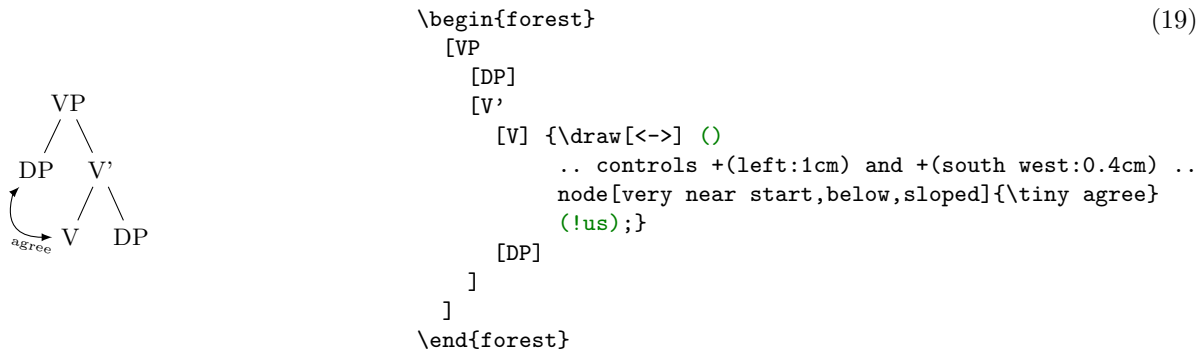 VP
DP V'
V DP
agree
\begin{forest}
(19)
[VP
[DP]
[V'
[V] {\draw[<->] ()
.. controls +(left:1cm) and +(south west:0.4cm) ..
node[very near start,below,sloped]{\tiny agree}
(!us);}
[DP]
]
]
\end{forest}